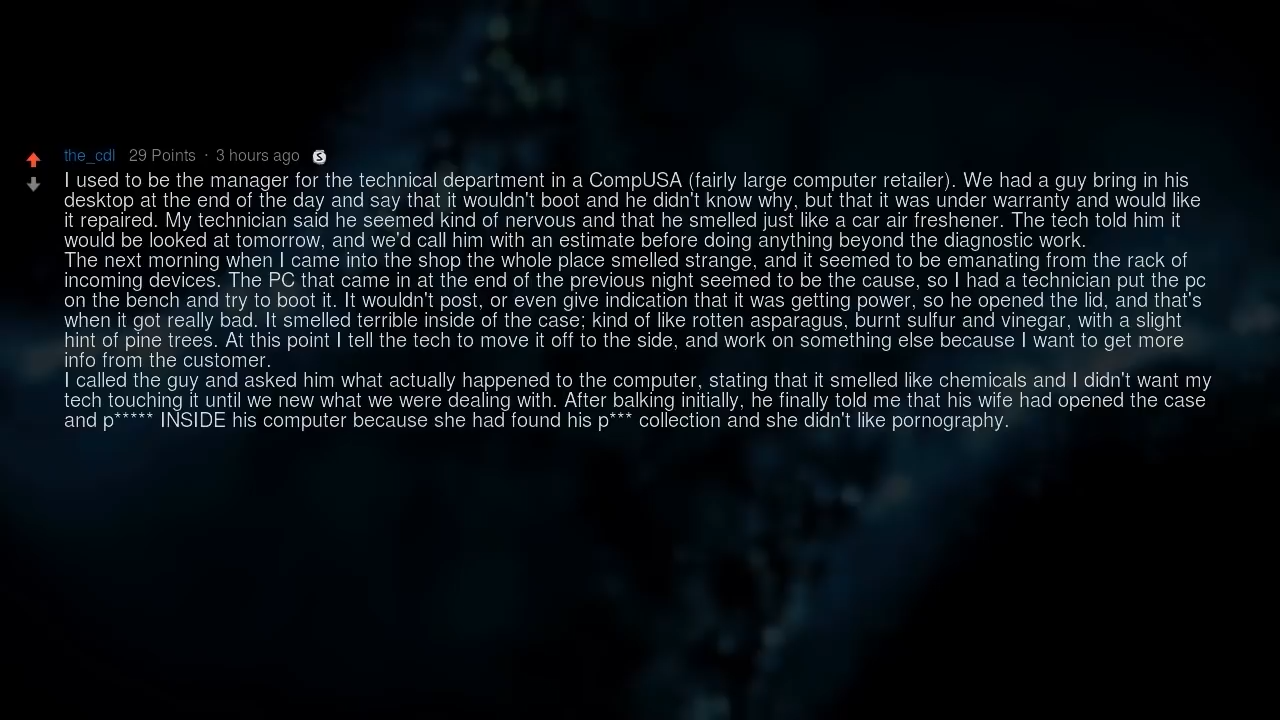 the_cdl 29 Points · 3 hours ago
I used to be the manager for the technical department in a CompUSA (fairly large computer retailer). We had a guy bring in his
desktop at the end of the day and say that it wouldn't boot and he didn't know why, but that it was under warranty and would like
it repaired. My technician said he seemed kind of nervous and that he smelled just like a car air freshener. The tech told him it
would be looked at tomorrow, and we'd call him with an estimate before doing anything beyond the diagnostic work.
The next morning when I came into the shop the whole place smelled strange, and it seemed to be emanating from the rack of
incoming devices. The PC that came in at the end of the previous night seemed to be the cause, so I had a technician put the pc
on the bench and try to boot it. It wouldn't post, or even give indication that it was getting power, so he opened the lid, and that's
when it got really bad. It smelled terrible inside of the case; kind of like rotten asparagus, burnt sulfur and vinegar, with a slight
hint of pine trees. At this point I tell the tech to move it off to the side, and work on something else because I want to get more
info from the customer.
I called the guy and asked him what actually happened to the computer, stating that it smelled like chemicals and I didn't want my
tech touching it until we new what we were dealing with. After balking initially, he finally told me that his wife had opened the case
and p***** INSIDE his computer because she had found his p*** collection and she didn't like pornography.